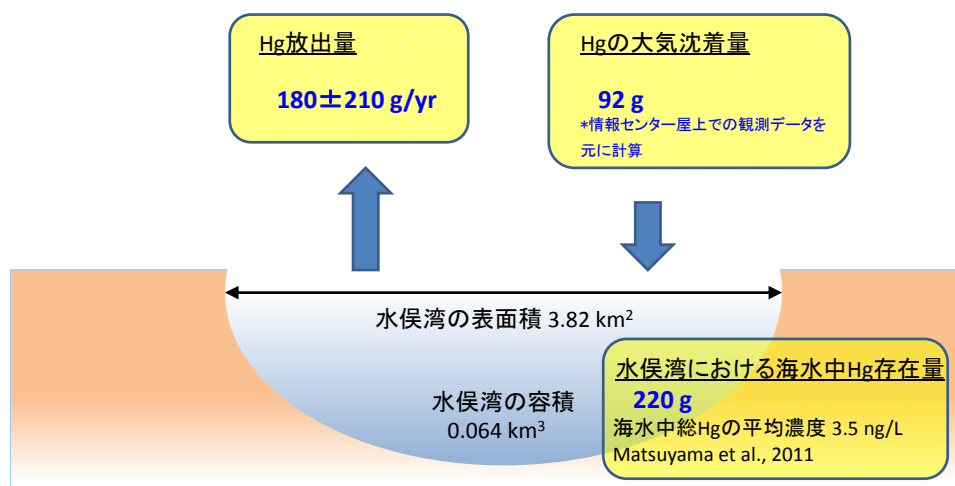 Hg放出量
180±210 g/yr
Hgの大気沈着量
92 g
*情報センター屋上での観測データを
元に計算
水俣湾の表面積 3.82 km²
水俣湾の容積
0.064 km³
水俣湾における海水中Hg存在量
220 g
海水中総Hgの平均濃度 3.5 ng/L
Matsuyama et al., 2011